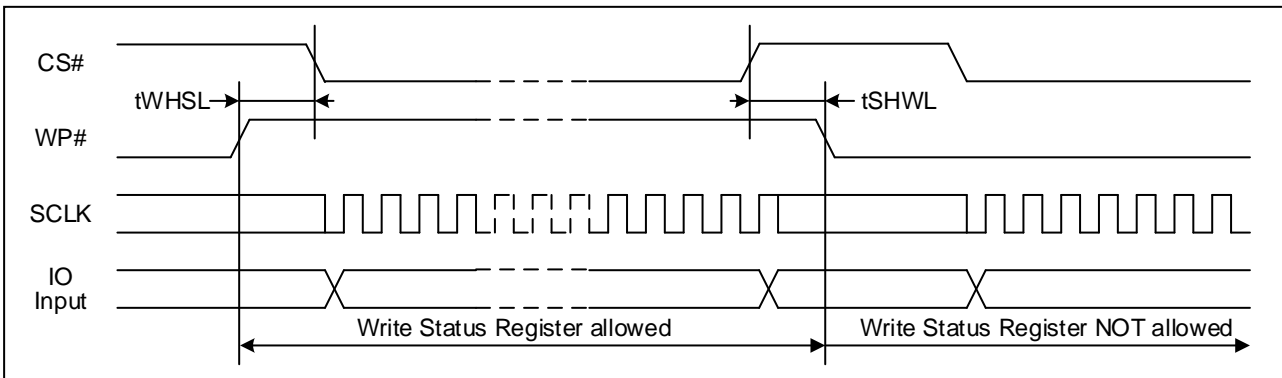 CS#
tWHSL
tSHWL
WP#
SCLK
IO
Input
Write Status Register allowed
Write Status Register NOT allowed